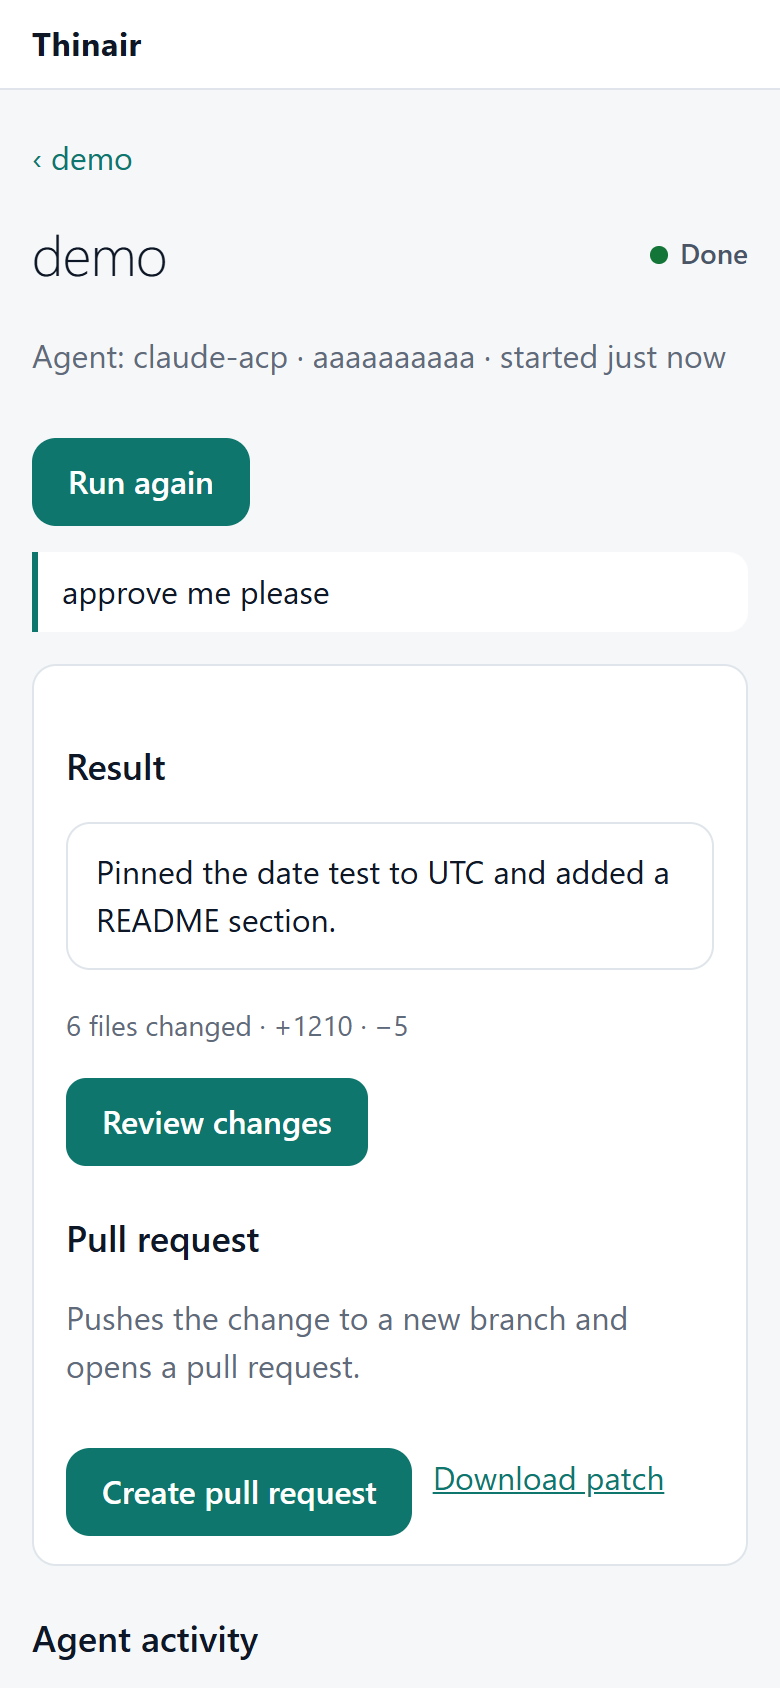 Thinair
‹ demo
demo
Done
Agent: claude-acp · aaaaaaaaaa · started just now
Run again
approve me please
Result
Pinned the date test to UTC and added a
README section.
6 files changed · +1210 · −5
Review changes
Pull request
Pushes the change to a new branch and
opens a pull request.
Create pull request
Download patch
Agent activity